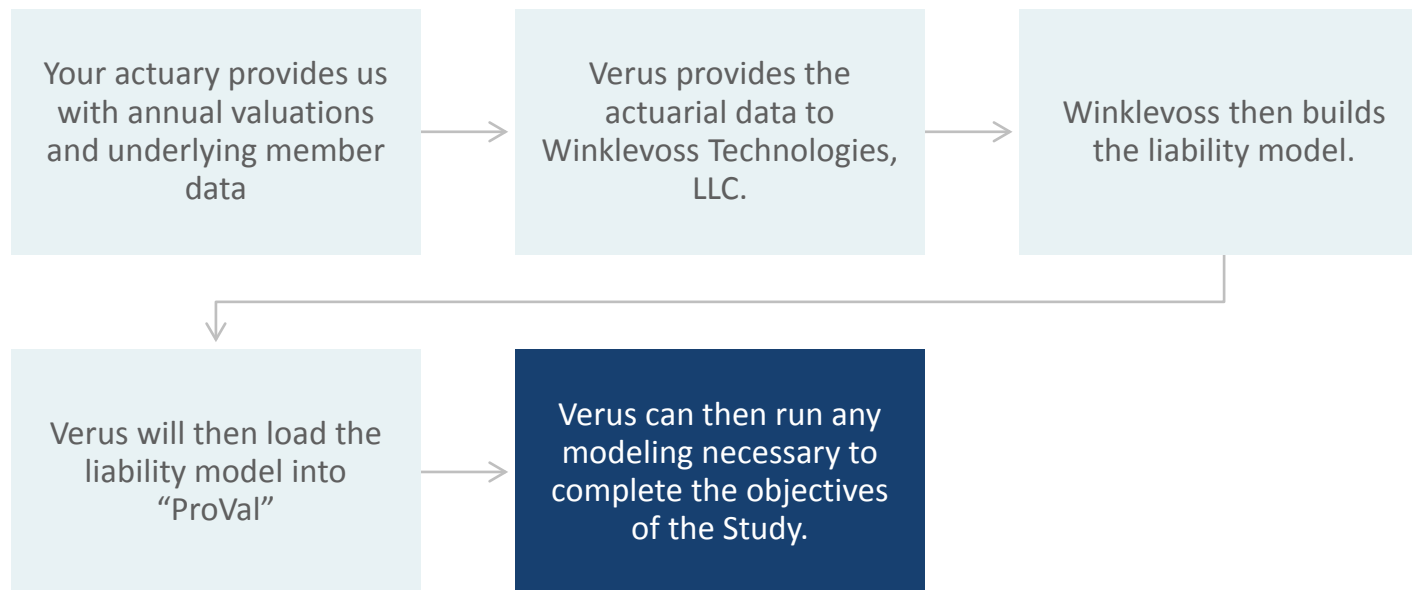 Your actuary provides us
with annual valuations
and underlying member
data
Verus provides the
actuarial data to
Winklevoss Technologies,
LLC.
Winklevoss then builds
the liability model.
Verus will then load the
liability model into
“ProVal”
Verus can then run any
modeling necessary to
complete the objectives
of the Study.